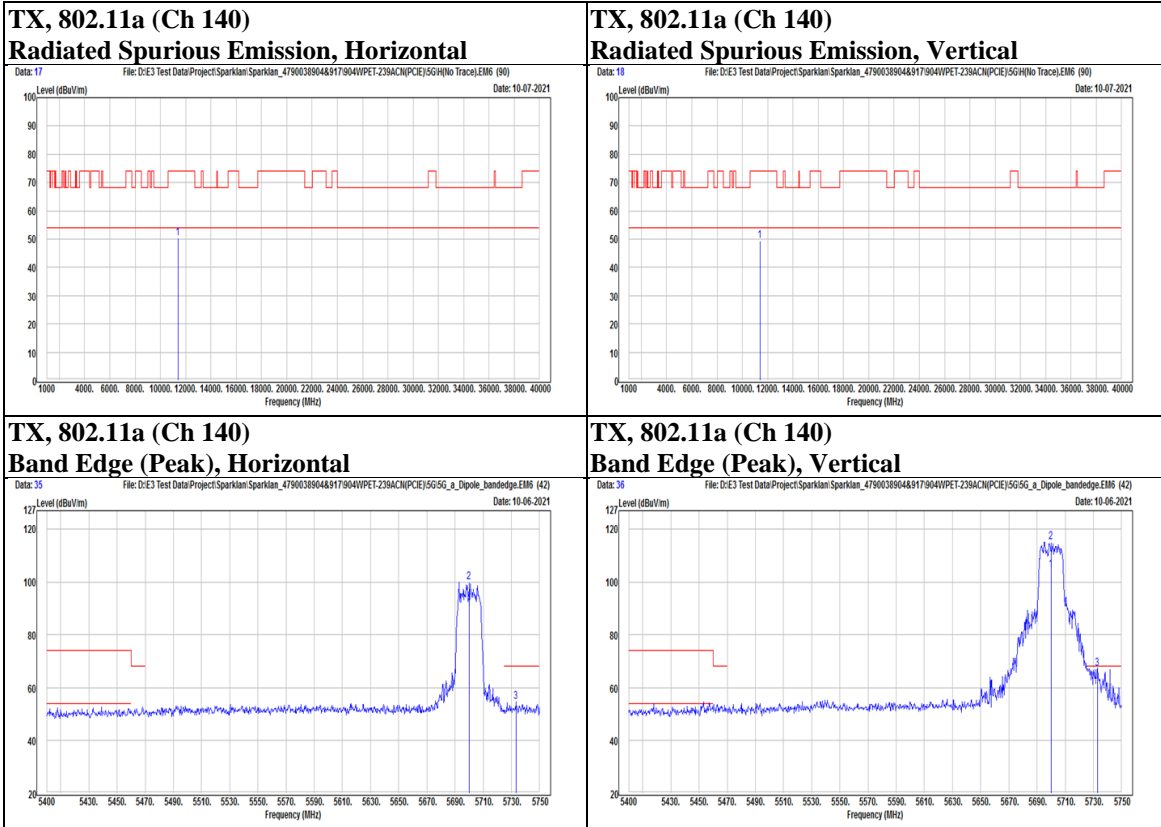 TX, 802.11a (Ch 140)
Radiated Spurious Emission, Horizontal
Data: 17 File: D:\E3 Test Data\Project\Sparklan\Sparklan_4790038904&917\904WPET-239ACN(PCIE)\5G\H(No Trace).EM6 (90)
Level (dBuV/m) Date: 10-07-2021
100
90
80
70
60
50
40
30
20
10
0
1
1000 4000. 6000. 8000. 10000. 12000. 14000. 16000. 18000. 20000. 22000. 24000. 26000. 28000. 30000. 32000. 34000. 36000. 38000. 40000
Frequency (MHz)
TX, 802.11a (Ch 140)
Radiated Spurious Emission, Vertical
Data: 18 File: D:\E3 Test Data\Project\Sparklan\Sparklan_4790038904&917\904WPET-239ACN(PCIE)\5G\H(No Trace).EM6 (90)
Level (dBuV/m) Date: 10-07-2021
100
90
80
70
60
50
40
30
20
10
0
1
1000 4000. 6000. 8000. 10000. 12000. 14000. 16000. 18000. 20000. 22000. 24000. 26000. 28000. 30000. 32000. 34000. 36000. 38000. 40000
Frequency (MHz)
TX, 802.11a (Ch 140)
Band Edge (Peak), Horizontal
Data: 35 File: D:\E3 Test Data\Project\Sparklan\Sparklan_4790038904&917\WPET-239ACN(PCIE)\5G\5G_a_Dipole_bandedge.EM6 (42)
127 Level (dBuV/m) Date: 10-06-2021
120
100
80
60
40
20
2
3
5400 5430. 5450. 5470. 5490. 5510. 5530. 5550. 5570. 5590. 5610. 5630. 5650. 5670. 5690. 5710. 5730. 5750
Frequency (MHz)
TX, 802.11a (Ch 140)
Band Edge (Peak), Vertical
Data: 36 File: D:\E3 Test Data\Project\Sparklan\Sparklan_4790038904&917\WPET-239ACN(PCIE)\5G\5G_a_Dipole_bandedge.EM6 (42)
127 Level (dBuV/m) Date: 10-06-2021
120
100
80
60
40
20
2
1
3
5400 5430. 5450. 5470. 5490. 5510. 5530. 5550. 5570. 5590. 5610. 5630. 5650. 5670. 5690. 5710. 5730. 5750
Frequency (MHz)